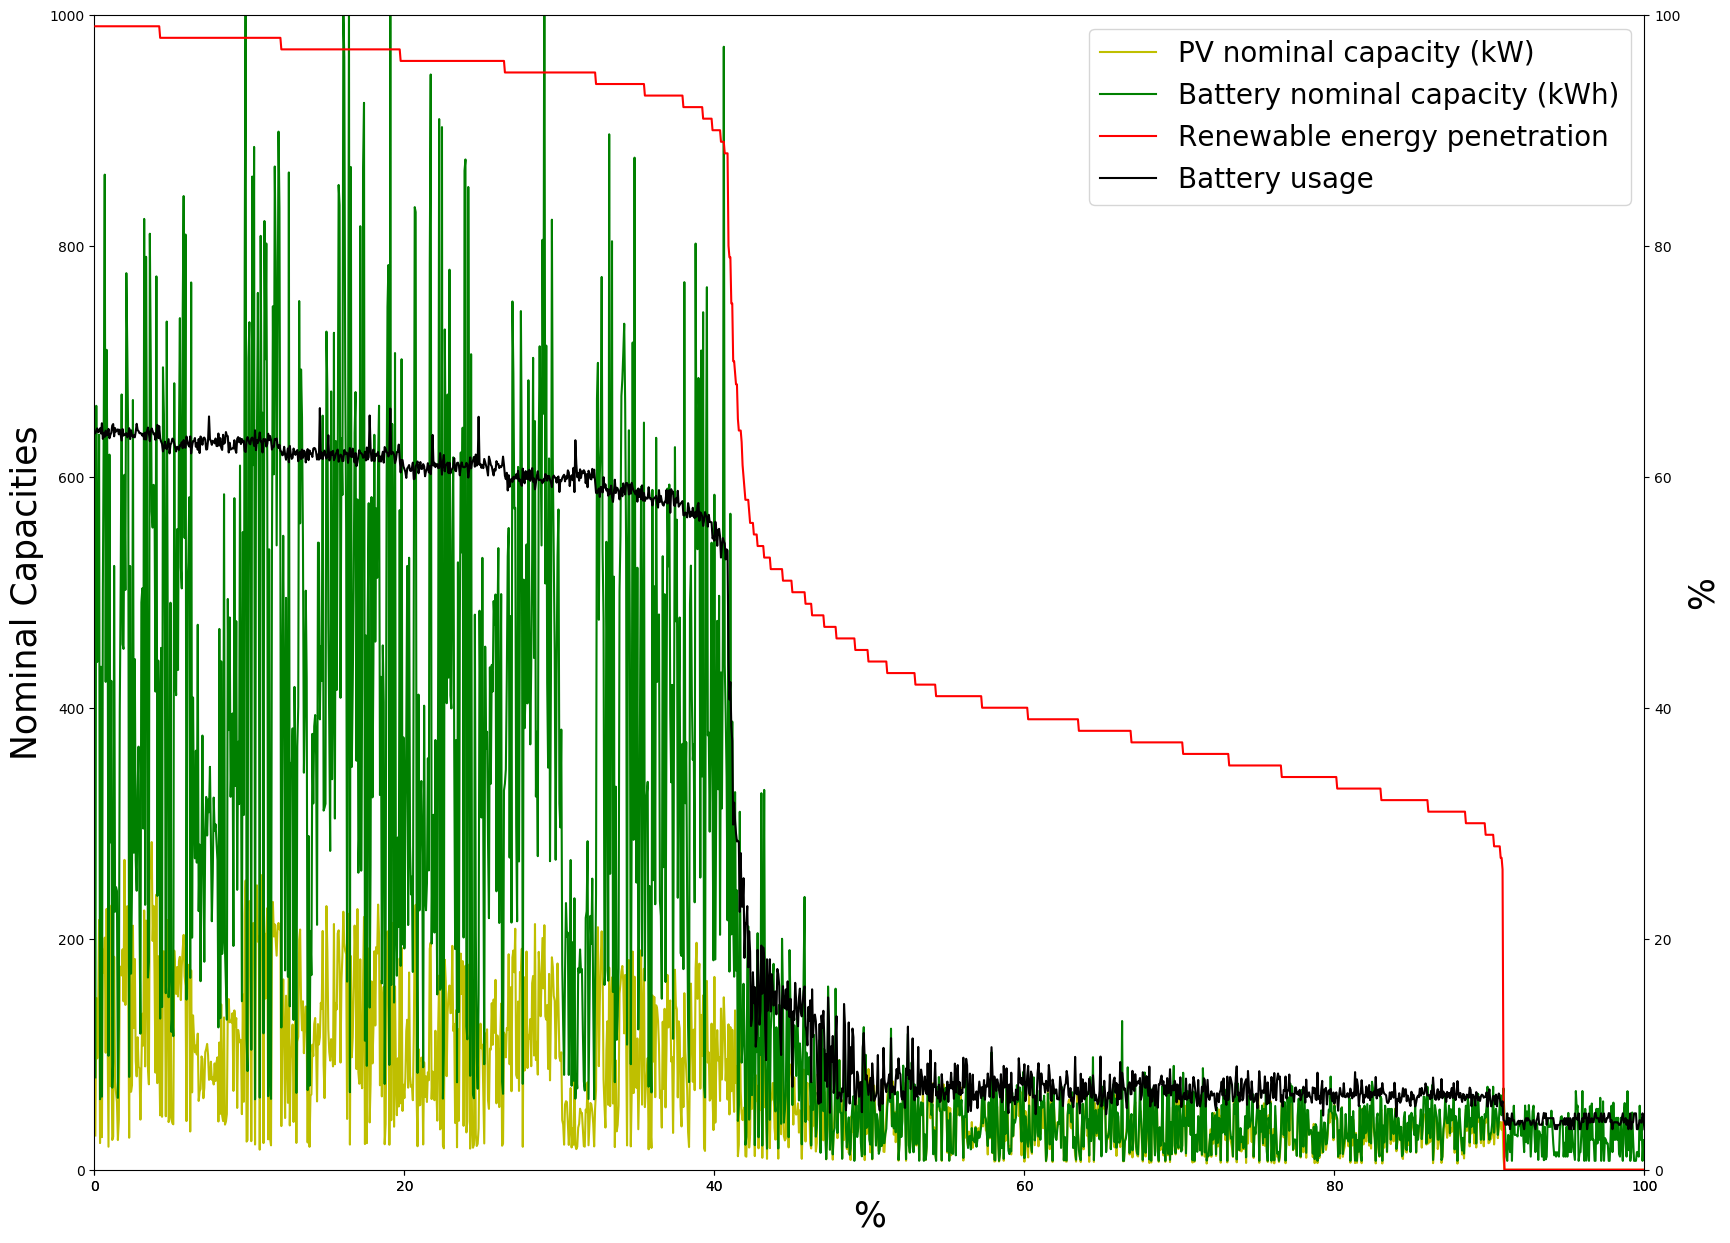 PV nominal capacity (kW)
Battery nominal capacity (kWh)
Renewable energy penetration
Battery usage
Nominal Capacities
1000
800
600
400
200
0
100
80
60
40
20
0
%
0 20 40 60 80 100
%